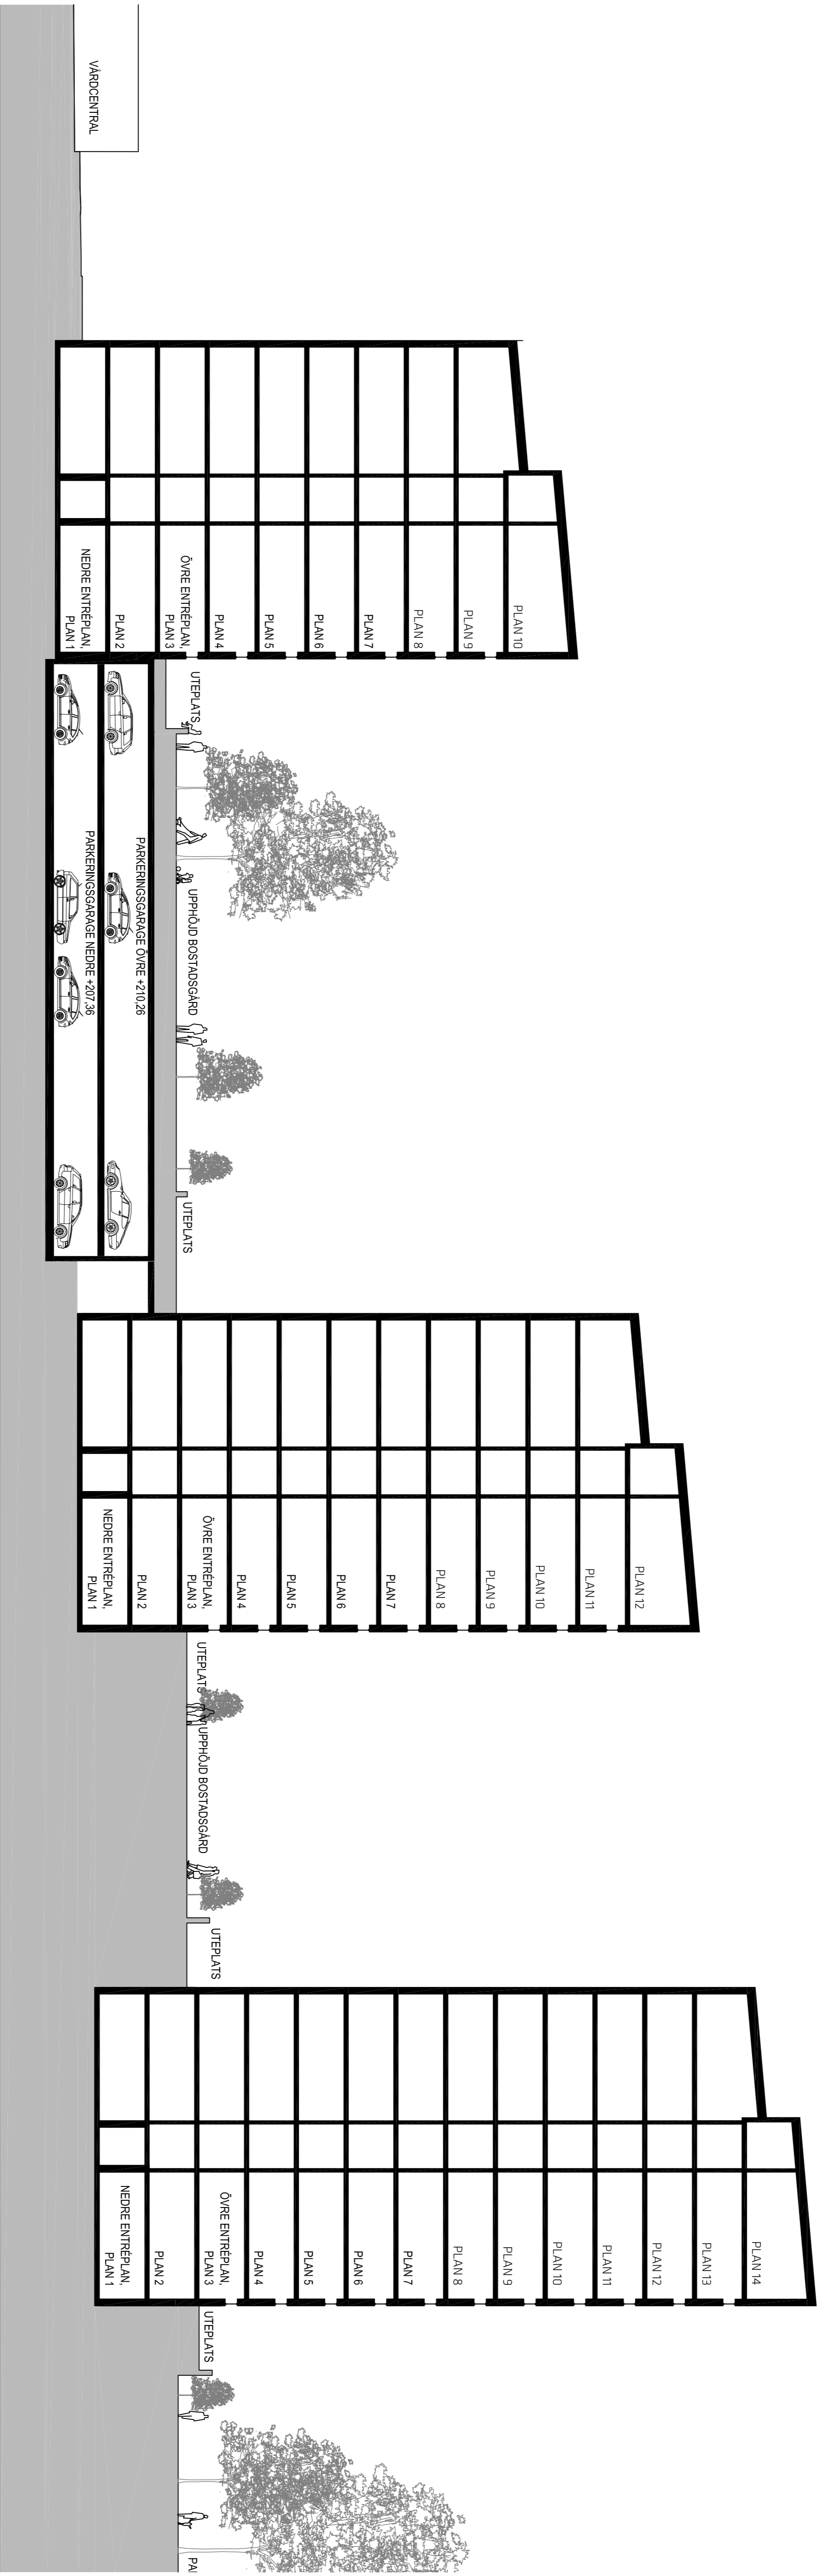 VÅRDCENTRAL
PLAN 10
PLAN 9
PLAN 8
PLAN 7
PLAN 6
PLAN 5
PLAN 4
ÖVRE ENTRÉPLAN,
PLAN 3
PLAN 2
NEDRE ENTRÉPLAN,
PLAN 1
UTEPLATS
UPPHÖJD BOSTADSGÅRD
UTEPLATS
PARKERINGSGARAGE ÖVRE +210,26
PARKERINGSGARAGE NEDRE +207,36
PLAN 12
PLAN 11
PLAN 10
PLAN 9
PLAN 8
PLAN 7
PLAN 6
PLAN 5
PLAN 4
ÖVRE ENTRÉPLAN,
PLAN 3
PLAN 2
NEDRE ENTRÉPLAN,
PLAN 1
UTEPLATS
UPPHÖJD BOSTADSGÅRD
UTEPLATS
PLAN 14
PLAN 13
PLAN 12
PLAN 11
PLAN 10
PLAN 9
PLAN 8
PLAN 7
PLAN 6
PLAN 5
PLAN 4
ÖVRE ENTRÉPLAN,
PLAN 3
PLAN 2
NEDRE ENTRÉPLAN,
PLAN 1
UTEPLATS